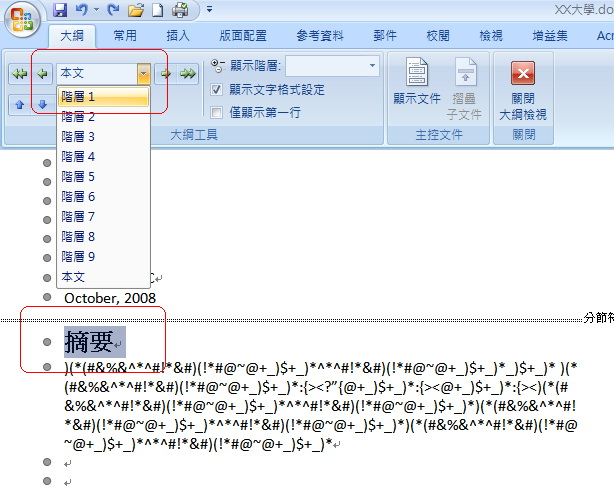 XX大學.do
大綱 常用 插入 版面配置 參考資料 郵件 校閱 檢視 增益集 Acr
本文 顯示階層:
顯示文字格式設定
僅顯示第一行
顯示文件 摺疊子文件 關閉大綱檢視
大綱工具 主控文件 關閉
階層 1
階層 2
階層 3
階層 4
階層 5
階層 6
階層 7
階層 8
階層 9
本文
C
October, 2008
分節符
摘要
)(*(#&%&^*^#!*&#)(!*#@~@+_)$+_)*^*^#!*&#)(!*#@~@+_)$+_)*_)$+_)* )(*
(#&%&^*^#!*&#)(!*#@~@+_)$+_)*:{><?”{@+_)$+_)*:{><@+_)$+_)*:{><)(*(#
&%&^*^#!*&#)(!*#@~@+_)$+_)*^*^#!*&#)(!*#@~@+_)$+_)*)(*(#&%&^*^#!
*&#)(!*#@~@+_)$+_)*^*^#!*&#)(!*#@~@+_)$+_)*)(*(#&%&^*^#!*&#)(!*#@
~@+_)$+_)*^*^#!*&#)(!*#@~@+_)$+_)*